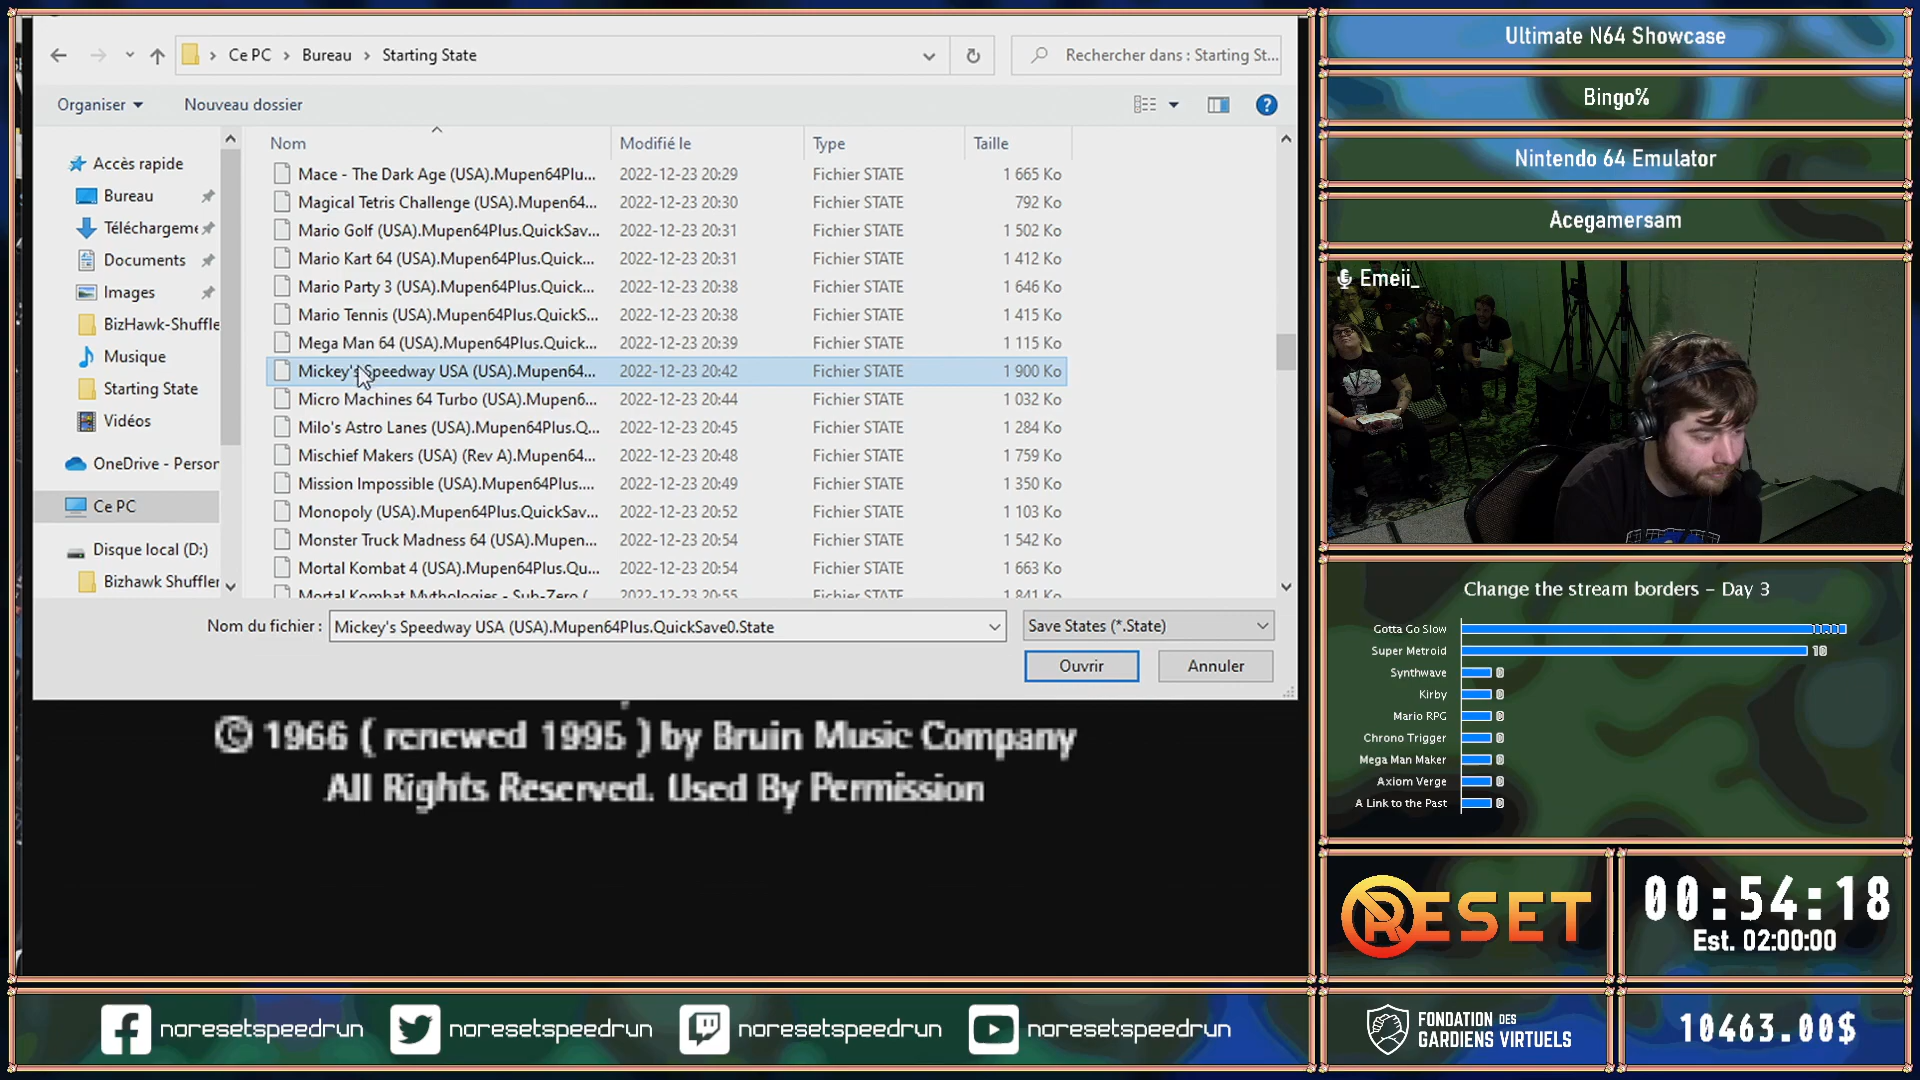 Ce PC > Bureau > Starting State
Rechercher dans : Starting St...
Organiser
Nouveau dossier
Nom Modifié le Type Taille
Accès rapide
Bureau
Téléchargeme
Documents
Images
BizHawk-Shuffle
Musique
Starting State
Vidéos
OneDrive - Person
Ce PC
Disque local (D:)
Bizhawk Shuffler
Mace - The Dark Age (USA).Mupen64Plu... 2022-12-23 20:29 Fichier STATE 1 665 Ko
Magical Tetris Challenge (USA).Mupen64... 2022-12-23 20:30 Fichier STATE 792 Ko
Mario Golf (USA).Mupen64Plus.QuickSav... 2022-12-23 20:31 Fichier STATE 1 502 Ko
Mario Kart 64 (USA).Mupen64Plus.Quick... 2022-12-23 20:31 Fichier STATE 1 412 Ko
Mario Party 3 (USA).Mupen64Plus.Quick... 2022-12-23 20:38 Fichier STATE 1 646 Ko
Mario Tennis (USA).Mupen64Plus.QuickS... 2022-12-23 20:38 Fichier STATE 1 415 Ko
Mega Man 64 (USA).Mupen64Plus.Quick... 2022-12-23 20:39 Fichier STATE 1 115 Ko
Mickey's Speedway USA (USA).Mupen64... 2022-12-23 20:42 Fichier STATE 1 900 Ko
Micro Machines 64 Turbo (USA).Mupen6... 2022-12-23 20:44 Fichier STATE 1 032 Ko
Milo's Astro Lanes (USA).Mupen64Plus.Q... 2022-12-23 20:45 Fichier STATE 1 284 Ko
Mischief Makers (USA) (Rev A).Mupen64... 2022-12-23 20:48 Fichier STATE 1 759 Ko
Mission Impossible (USA).Mupen64Plus.... 2022-12-23 20:49 Fichier STATE 1 350 Ko
Monopoly (USA).Mupen64Plus.QuickSav... 2022-12-23 20:52 Fichier STATE 1 103 Ko
Monster Truck Madness 64 (USA).Mupen... 2022-12-23 20:54 Fichier STATE 1 542 Ko
Mortal Kombat 4 (USA).Mupen64Plus.Qu... 2022-12-23 20:54 Fichier STATE 1 663 Ko
Mortal Kombat Mythologies - Sub-Zero (... 2022-12-23 20:55 Fichier STATE 1 841 Ko
Nom du fichier : Mickey's Speedway USA (USA).Mupen64Plus.QuickSave0.State
Save States (*.State)
Ouvrir Annuler
© 1966 ( renewed 1995 ) by Bruin Music Company
All Rights Reserved. Used By Permission
Ultimate N64 Showcase
Bingo%
Nintendo 64 Emulator
Acegamersam
Emeii_
Change the stream borders - Day 3
Gotta Go Slow
Super Metroid 10
Synthwave 0
Kirby 0
Mario RPG 0
Chrono Trigger 0
Mega Man Maker 0
Axiom Verge 0
A Link to the Past 0
RESET
00:54:18
Est. 02:00:00
noresetspeedrun
noresetspeedrun
noresetspeedrun
noresetspeedrun
FONDATION DES
GARDIENS VIRTUELS
10463.00$